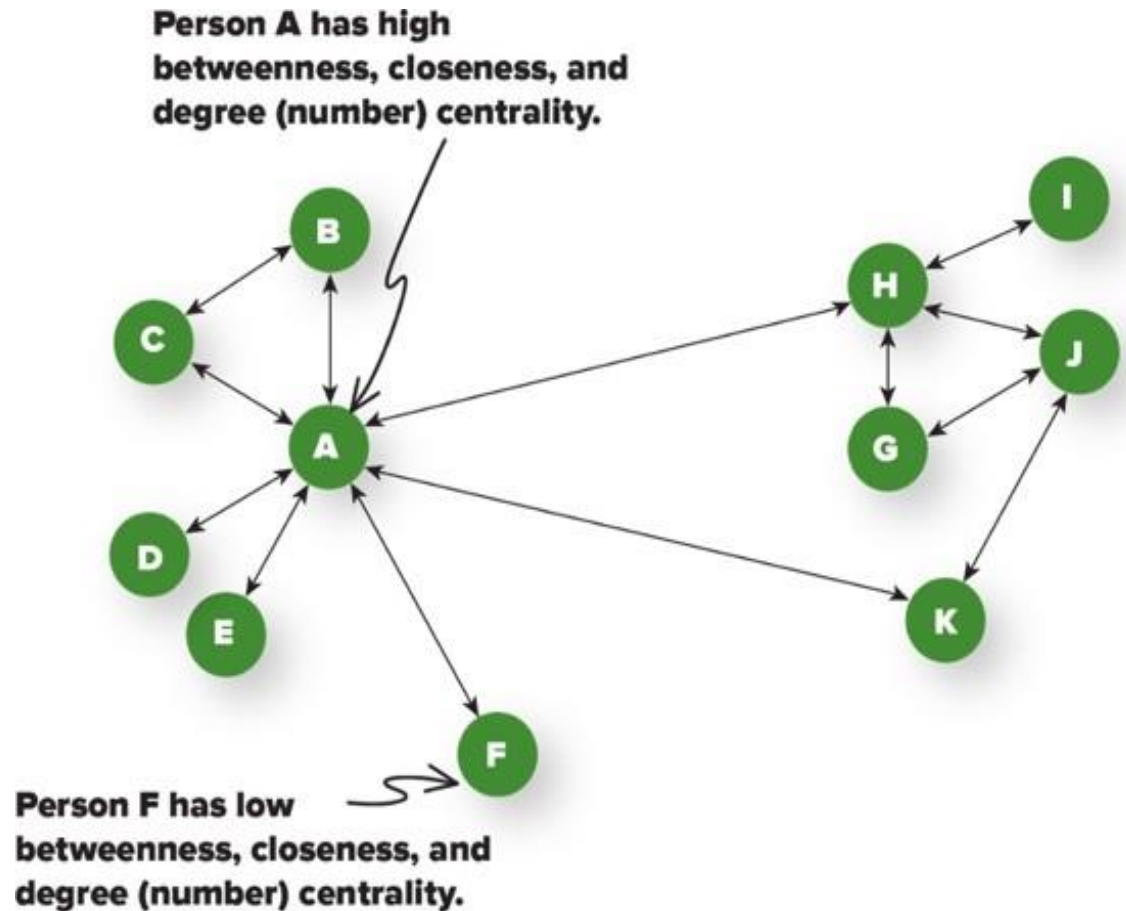 Person A has high
betweenness, closeness, and
degree (number) centrality.
B
I
H
C
J
A
G
D
E
K
F
Person F has low
betweenness, closeness, and
degree (number) centrality.